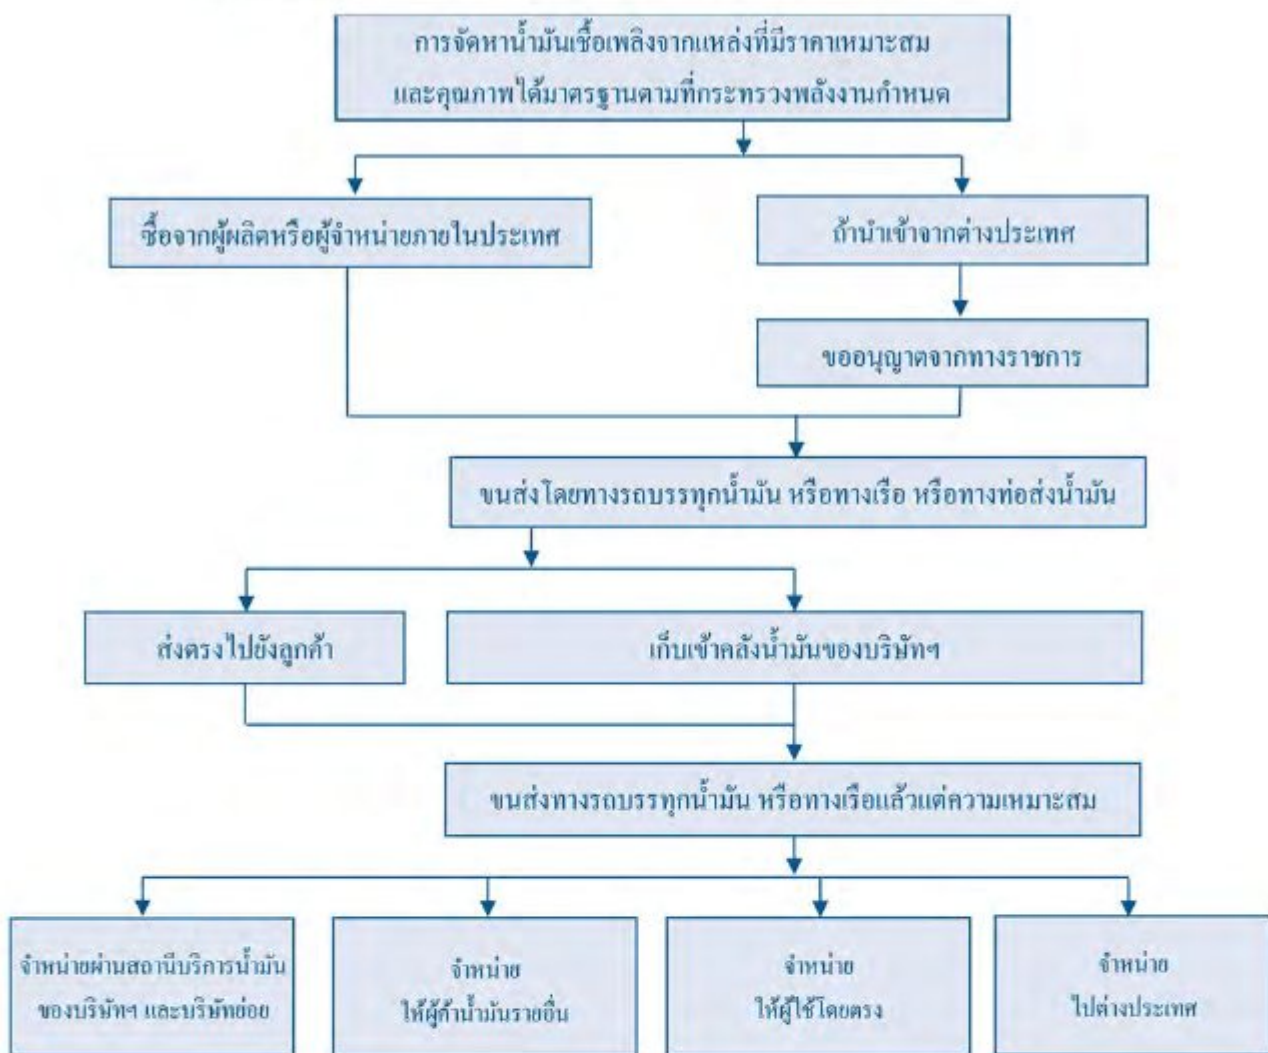 การจัดหาน้ำมันเชื้อเพลิงจากแหล่งที่มีราคาเหมาะสม
และคุณภาพได้มาตรฐานตามที่กระทรวงพลังงานกำหนด
ซื้อจากผู้ผลิตหรือผู้จำหน่ายภายในประเทศ
ถ้านำเข้าจากต่างประเทศ
ขออนุญาตจากทางราชการ
ขนส่งโดยทางรถบรรทุกน้ำมัน หรือทางเรือ หรือทางท่อส่งน้ำมัน
ส่งตรงไปยังลูกค้า
เก็บเข้าคลังน้ำมันของบริษัทฯ
ขนส่งทางรถบรรทุกน้ำมัน หรือทางเรือแล้วแต่ความเหมาะสม
จำหน่ายผ่านสถานีบริการน้ำมัน
ของบริษัทฯ และบริษัทย่อย
จำหน่าย
ให้ผู้ค้าน้ำมันรายอื่น
จำหน่าย
ให้ผู้ใช้โดยตรง
จำหน่าย
ไปต่างประเทศ